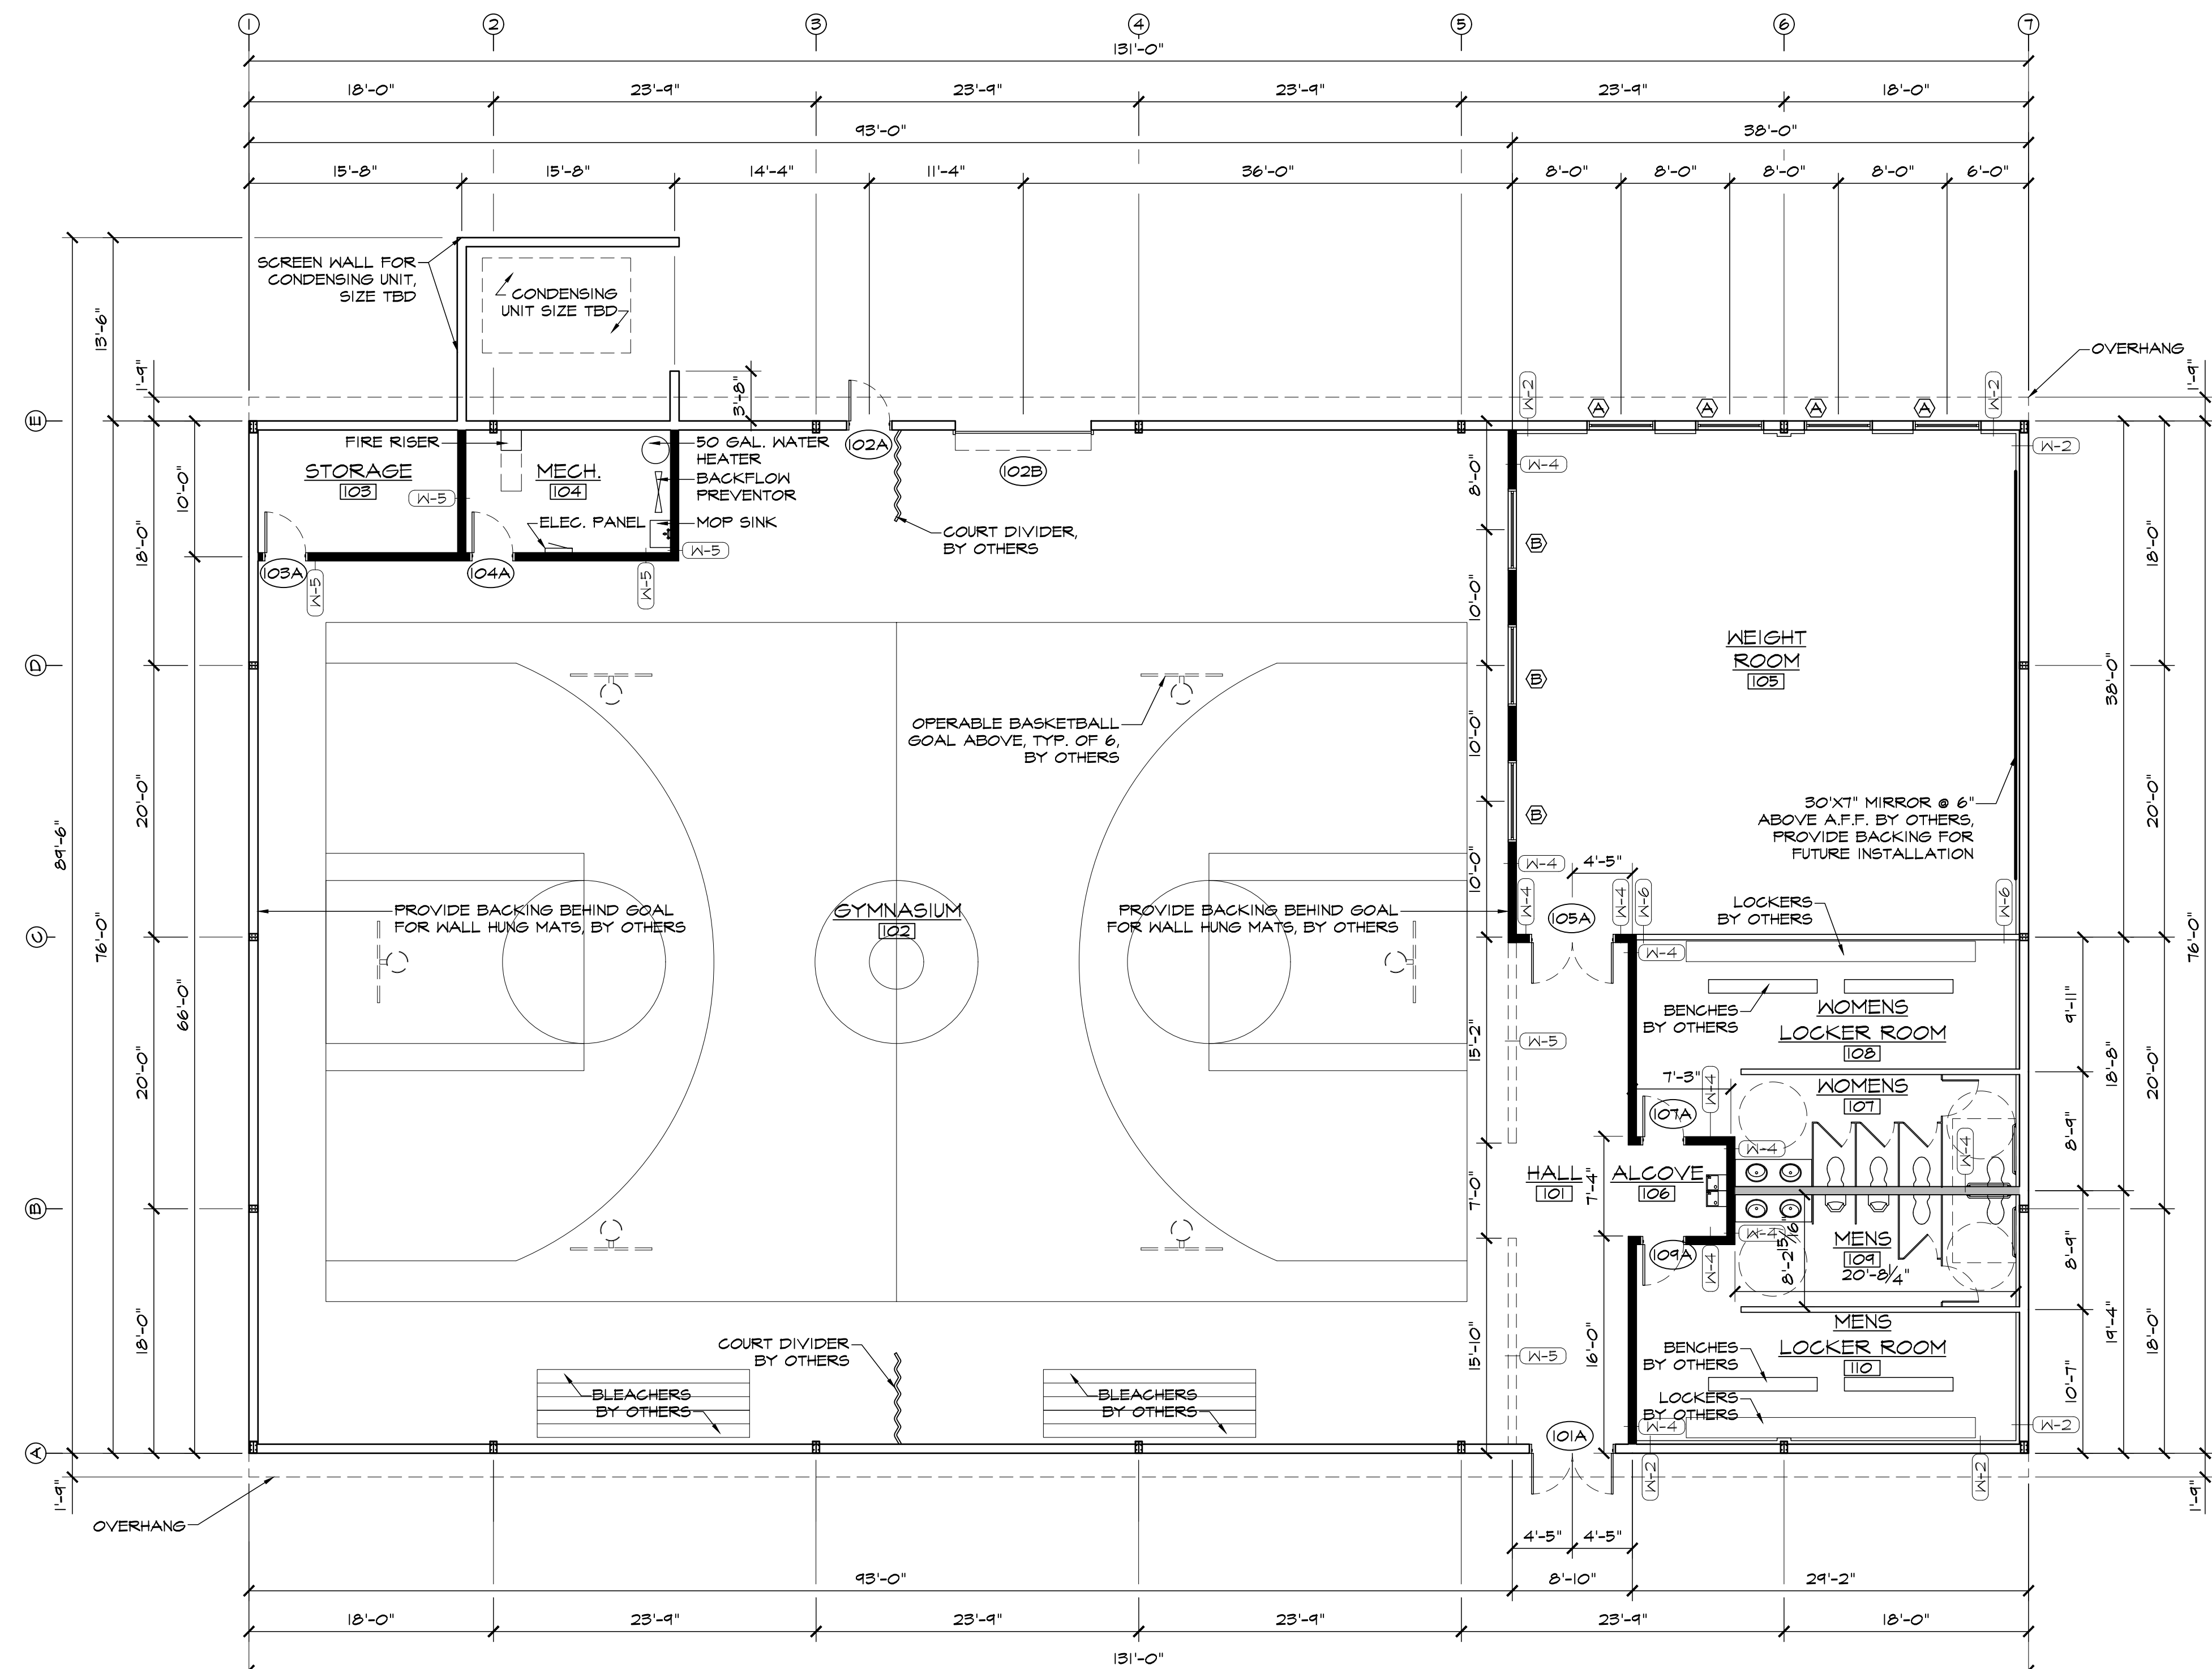 1 2 3 4 5 6 7
131'-0"
18'-0" 23'-9" 23'-9" 23'-9" 23'-9" 18'-0"
93'-0" 38'-0"
15'-8" 15'-8" 14'-4" 11'-4" 36'-0" 8'-0" 8'-0" 8'-0" 8'-0" 6'-0"
SCREEN WALL FOR
CONDENSING UNIT,
SIZE TBD
CONDENSING
UNIT SIZE TBD
13'-6"
1'-9"
3'-8"
OVERHANG
1'-9"
W-2
A A A A
W-2
W-2
E
FIRE RISER
50 GAL. WATER
HEATER
BACKFLOW
PREVENTOR
MOP SINK
STORAGE
103
W-5
MECH.
104
ELEC. PANEL
W-5
102A
102B
COURT DIVIDER,
BY OTHERS
103A
W-5
104A
W-5
10'-0"
18'-0"
8'-0"
W-4
B
10'-0"
B
10'-0"
B
10'-0"
WEIGHT
ROOM
105
18'-0"
38'-0"
D
OPERABLE BASKETBALL
GOAL ABOVE, TYP. OF 6,
BY OTHERS
30'X7" MIRROR @ 6"
ABOVE A.F.F. BY OTHERS,
PROVIDE BACKING FOR
FUTURE INSTALLATION
20'-0"
20'-0"
89'-6"
76'-0"
66'-0"
76'-0"
W-4
4'-5"
W-4
W-4
W-6
W-6
105A
PROVIDE BACKING BEHIND GOAL
FOR WALL HUNG MATS, BY OTHERS
GYMNASIUM
102
PROVIDE BACKING BEHIND GOAL
FOR WALL HUNG MATS, BY OTHERS
LOCKERS
BY OTHERS
C
W-4
BENCHES
BY OTHERS
WOMENS
LOCKER ROOM
108
9'-11"
18'-8"
20'-0"
20'-0"
15'-2"
W-5
7'-3"
W-4
WOMENS
107
107A
8'-9"
W-4
W-4
HALL
101
7'-4"
ALCOVE
106
7'-0"
B
W-4
8'-2 15/16"
MENS
109
20'-8 1/4"
109A
W-4
8'-9"
19'-4"
18'-0"
18'-0"
COURT DIVIDER
BY OTHERS
15'-10"
W-5
16'-0"
MENS
LOCKER ROOM
110
BENCHES
BY OTHERS
LOCKERS
BY OTHERS
10'-7"
BLEACHERS
BY OTHERS
BLEACHERS
BY OTHERS
W-4
W-2
101A
A
W-2
W-2
1'-9"
1'-9"
OVERHANG
4'-5" 4'-5"
93'-0" 8'-10" 29'-2"
18'-0" 23'-9" 23'-9" 23'-9" 23'-9" 18'-0"
131'-0"